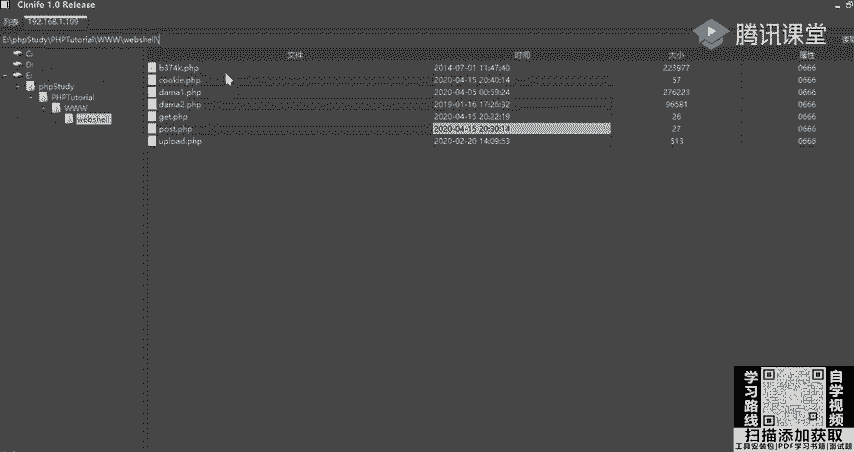 Cknife 1.0 Release
列表 192.168.1.109
E:\phpStudy\PHPTutorial\WWW\webshell\
腾讯课堂
C:
D:
E:
phpStudy
PHPTutorial
WWW
webshell
文件 时间 大小 属性
b374k.php 2014-07-01 11:47:40 223977 0666
cookie.php 2020-04-15 20:40:14 57 0666
dama1.php 2020-04-05 00:59:24 276223 0666
dama2.php 2019-01-16 17:26:32 96581 0666
get.php 2020-04-15 20:22:19 26 0666
post.php 2020-04-15 20:30:14 27 0666
upload.php 2020-02-20 14:09:53 513 0666
学习路线
自学视频
扫描添加获取
工具安装包|PDF学习书籍|面试题